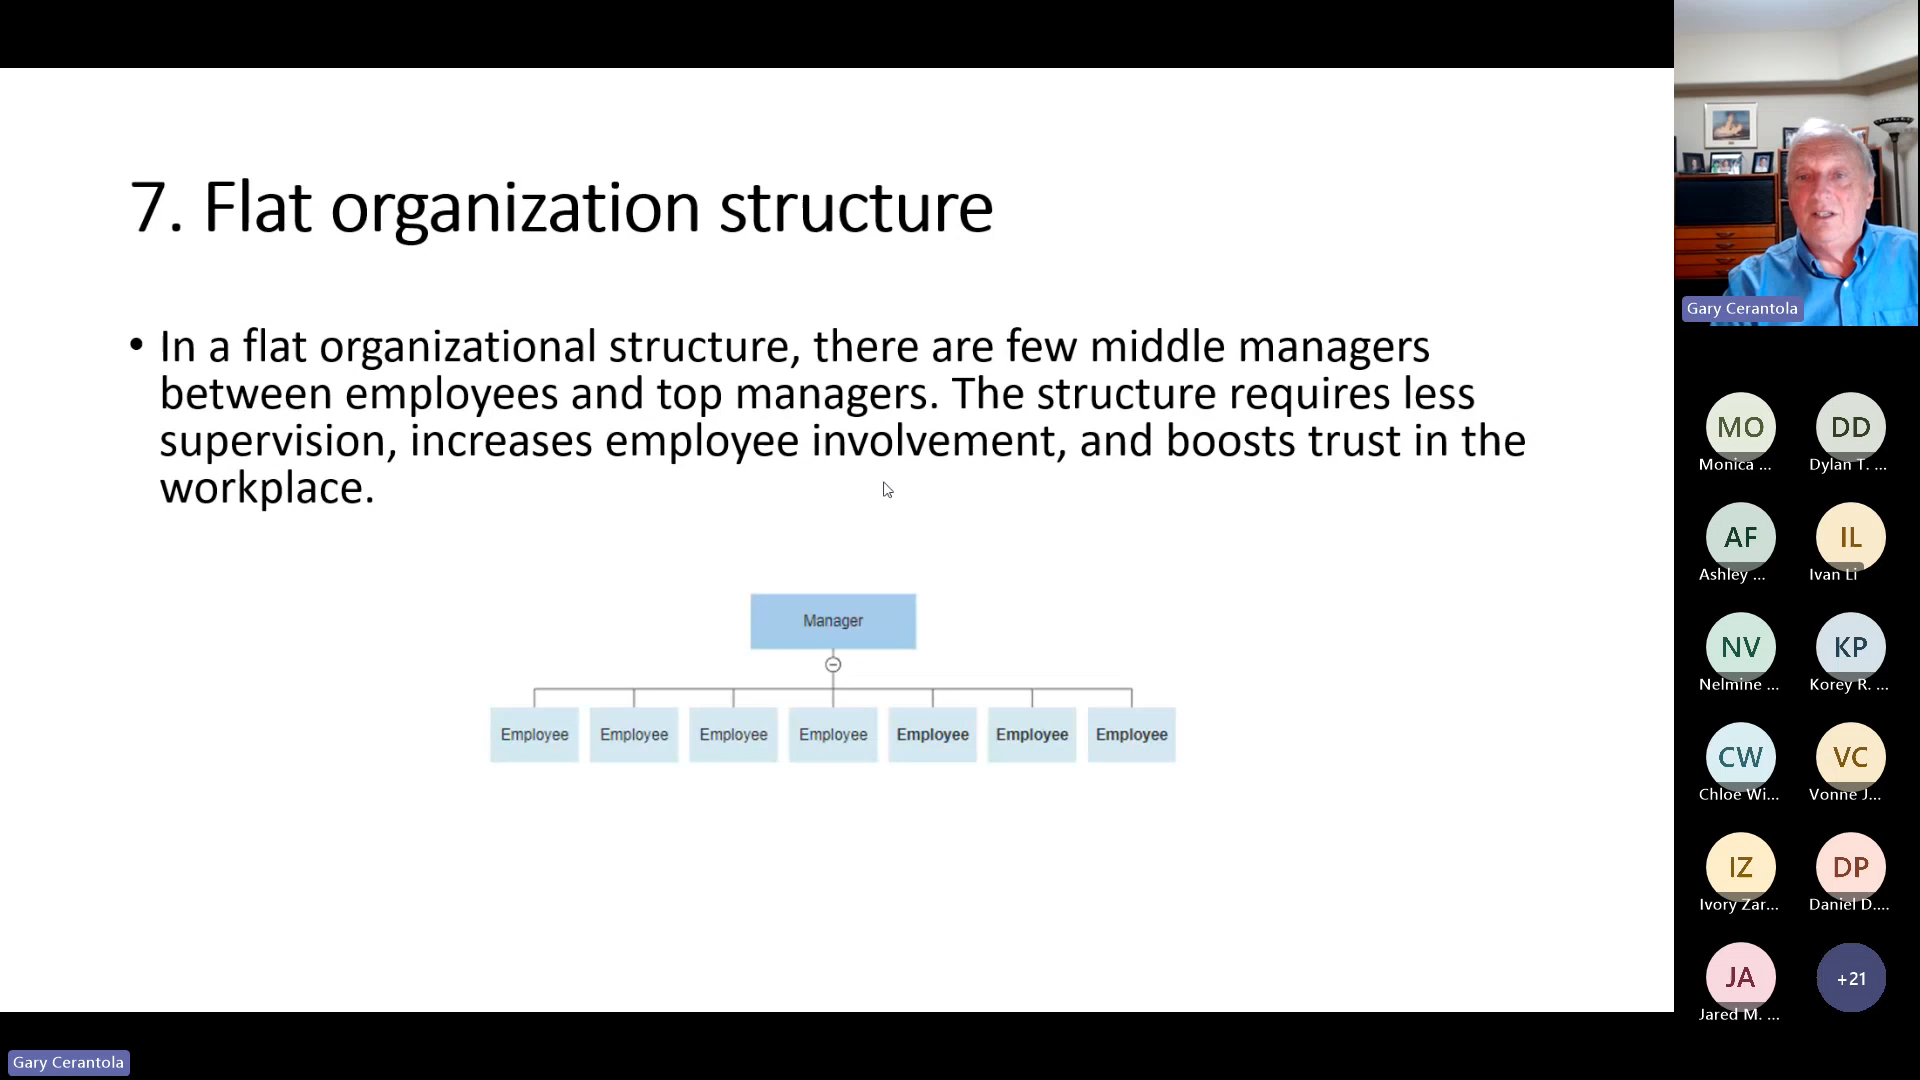 7. Flat organization structure
• In a flat organizational structure, there are few middle managers
between employees and top managers. The structure requires less
supervision, increases employee involvement, and boosts trust in the
workplace.
Manager
Employee Employee Employee Employee Employee Employee Employee
Gary Cerantola
MO DD
Monica ... Dylan T. ...
AF IL
Ashley ... Ivan Li
NV KP
Nelmine ... Korey R. ...
CW VC
Chloe Wi... Vonne J...
IZ DP
Ivory Zar... Daniel D....
JA +21
Jared M. ...
Gary Cerantola